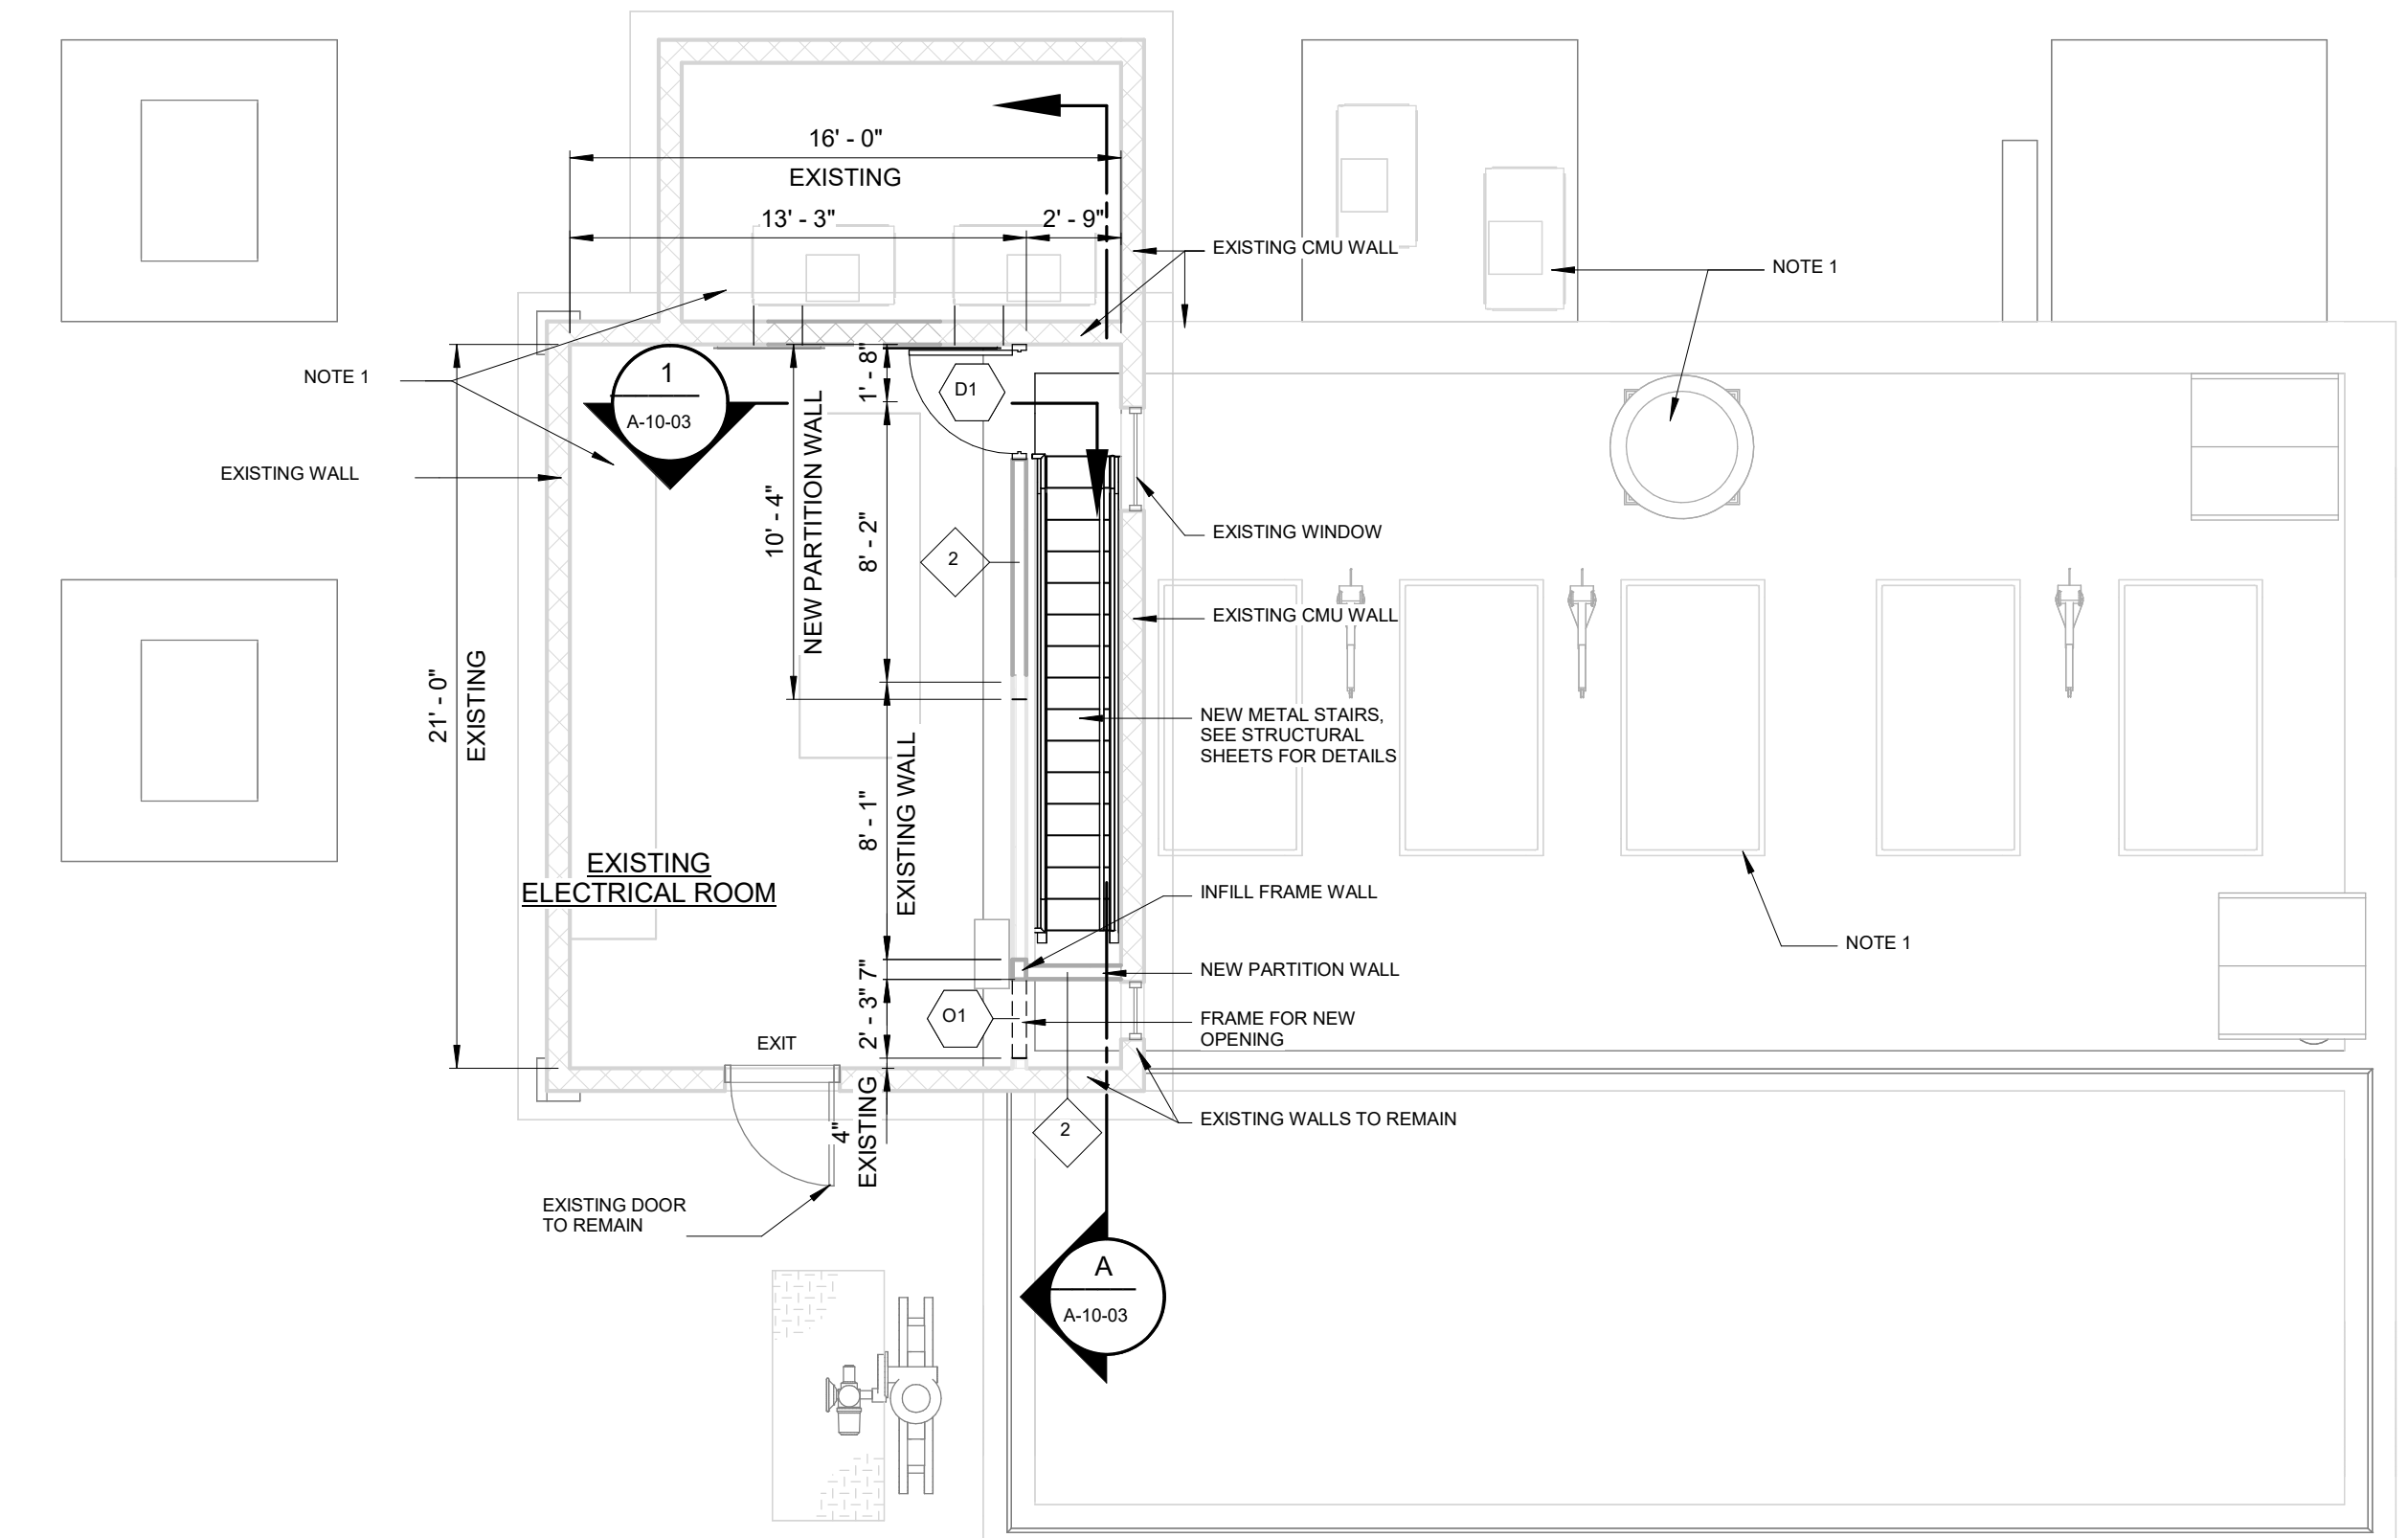 16' - 0"
EXISTING
13' - 3"
2' - 9"
EXISTING CMU WALL
NOTE 1
NOTE 1
1
A-10-03
1' - 8"
D1
10' - 4"
NEW PARTITION WALL
8' - 2"
2
EXISTING WALL
EXISTING WINDOW
EXISTING CMU WALL
21' - 0"
EXISTING
NEW METAL STAIRS,
SEE STRUCTURAL
SHEETS FOR DETAILS
8' - 1"
EXISTING WALL
EXISTING
ELECTRICAL ROOM
INFILL FRAME WALL
NOTE 1
7"
NEW PARTITION WALL
2' - 3"
O1
FRAME FOR NEW
OPENING
EXIT
4"
EXISTING
2
EXISTING WALLS TO REMAIN
EXISTING DOOR
TO REMAIN
A
A-10-03